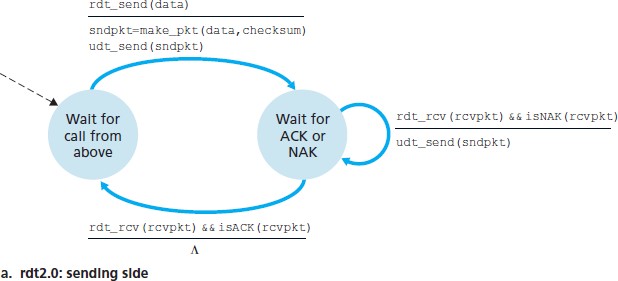 rdt_send(data)
sndpkt=make_pkt(data,checksum)
udt_send(sndpkt)
Wait for
call from
above
Wait for
ACK or
NAK
rdt_rcv(rcvpkt) && isNAK(rcvpkt)
udt_send(sndpkt)
rdt_rcv(rcvpkt) && isACK(rcvpkt)
Λ
a. rdt2.0: sending side